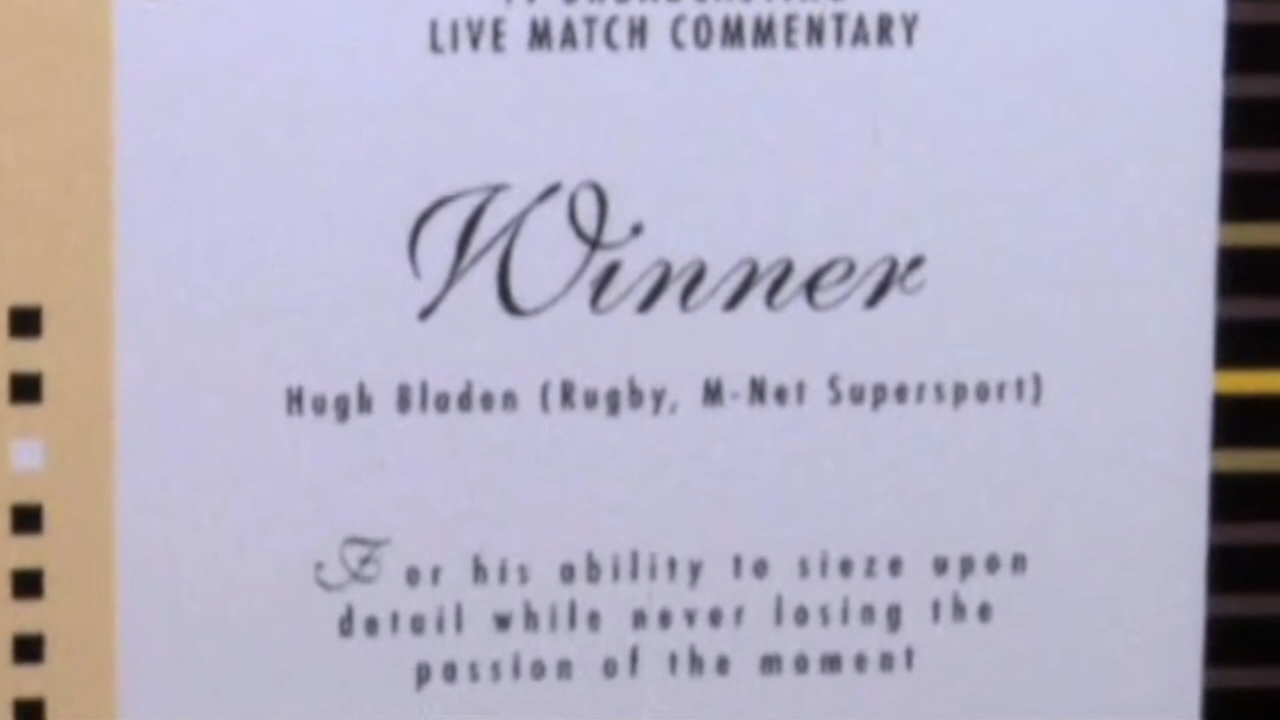 LIVE MATCH COMMENTARY
Winner
Hugh Bladen (Rugby, M-Net Supersport)
For his ability to sieze upon
detail while never losing the
passion of the moment